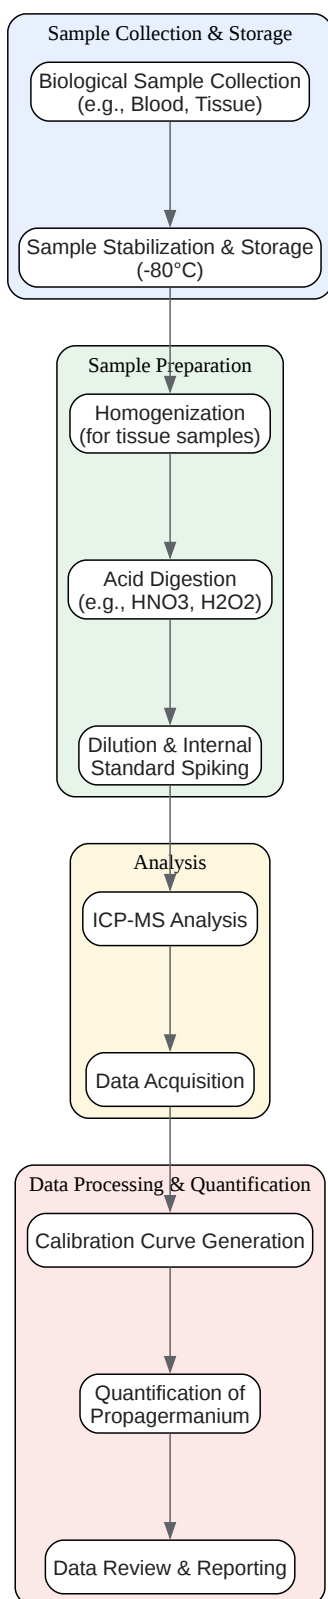 Sample Collection & Storage
Biological Sample Collection
(e.g., Blood, Tissue)
Sample Stabilization & Storage
(-80°C)
Sample Preparation
Homogenization
(for tissue samples)
Acid Digestion
(e.g., HNO3, H2O2)
Dilution & Internal
Standard Spiking
Analysis
ICP-MS Analysis
Data Acquisition
Data Processing & Quantification
Calibration Curve Generation
Quantification of
Propagermanium
Data Review & Reporting